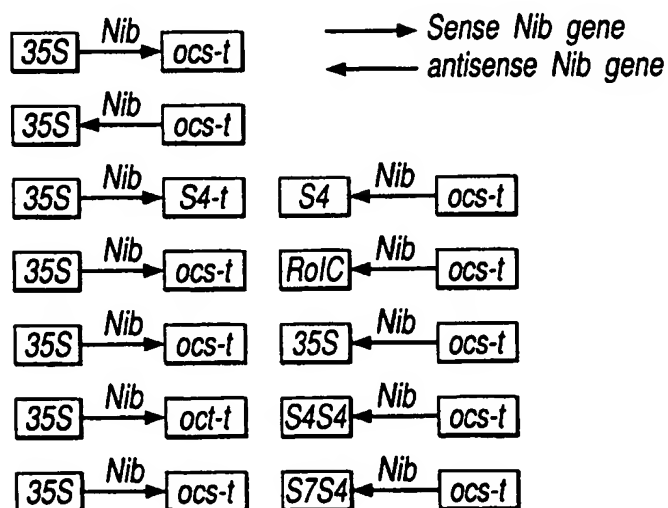 35S Nib ocs-t Sense Nib gene
antisense Nib gene
35S Nib ocs-t
35S Nib S4-t S4 Nib ocs-t
35S Nib ocs-t RolC Nib ocs-t
35S Nib ocs-t 35S Nib ocs-t
35S Nib oct-t S4S4 Nib ocs-t
35S Nib ocs-t S7S4 Nib ocs-t